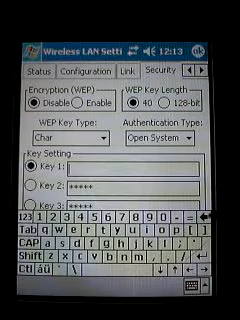 Wireless LAN Setti 12:13 ok
Status Configuration Link Security
Encryption (WEP) WEP Key Length
Disable Enable 40 128-bit
WEP Key Type: Authentication Type:
Char Open System
Key Setting
Key 1:
Key 2: *****
Key 3: *****
123 1 2 3 4 5 6 7 8 9 0 - =
Tab q w e r t y u i o p [ ]
CAP a s d f g h j k l ; '
Shift z x c v b n m , . /
Ctl áü ` \